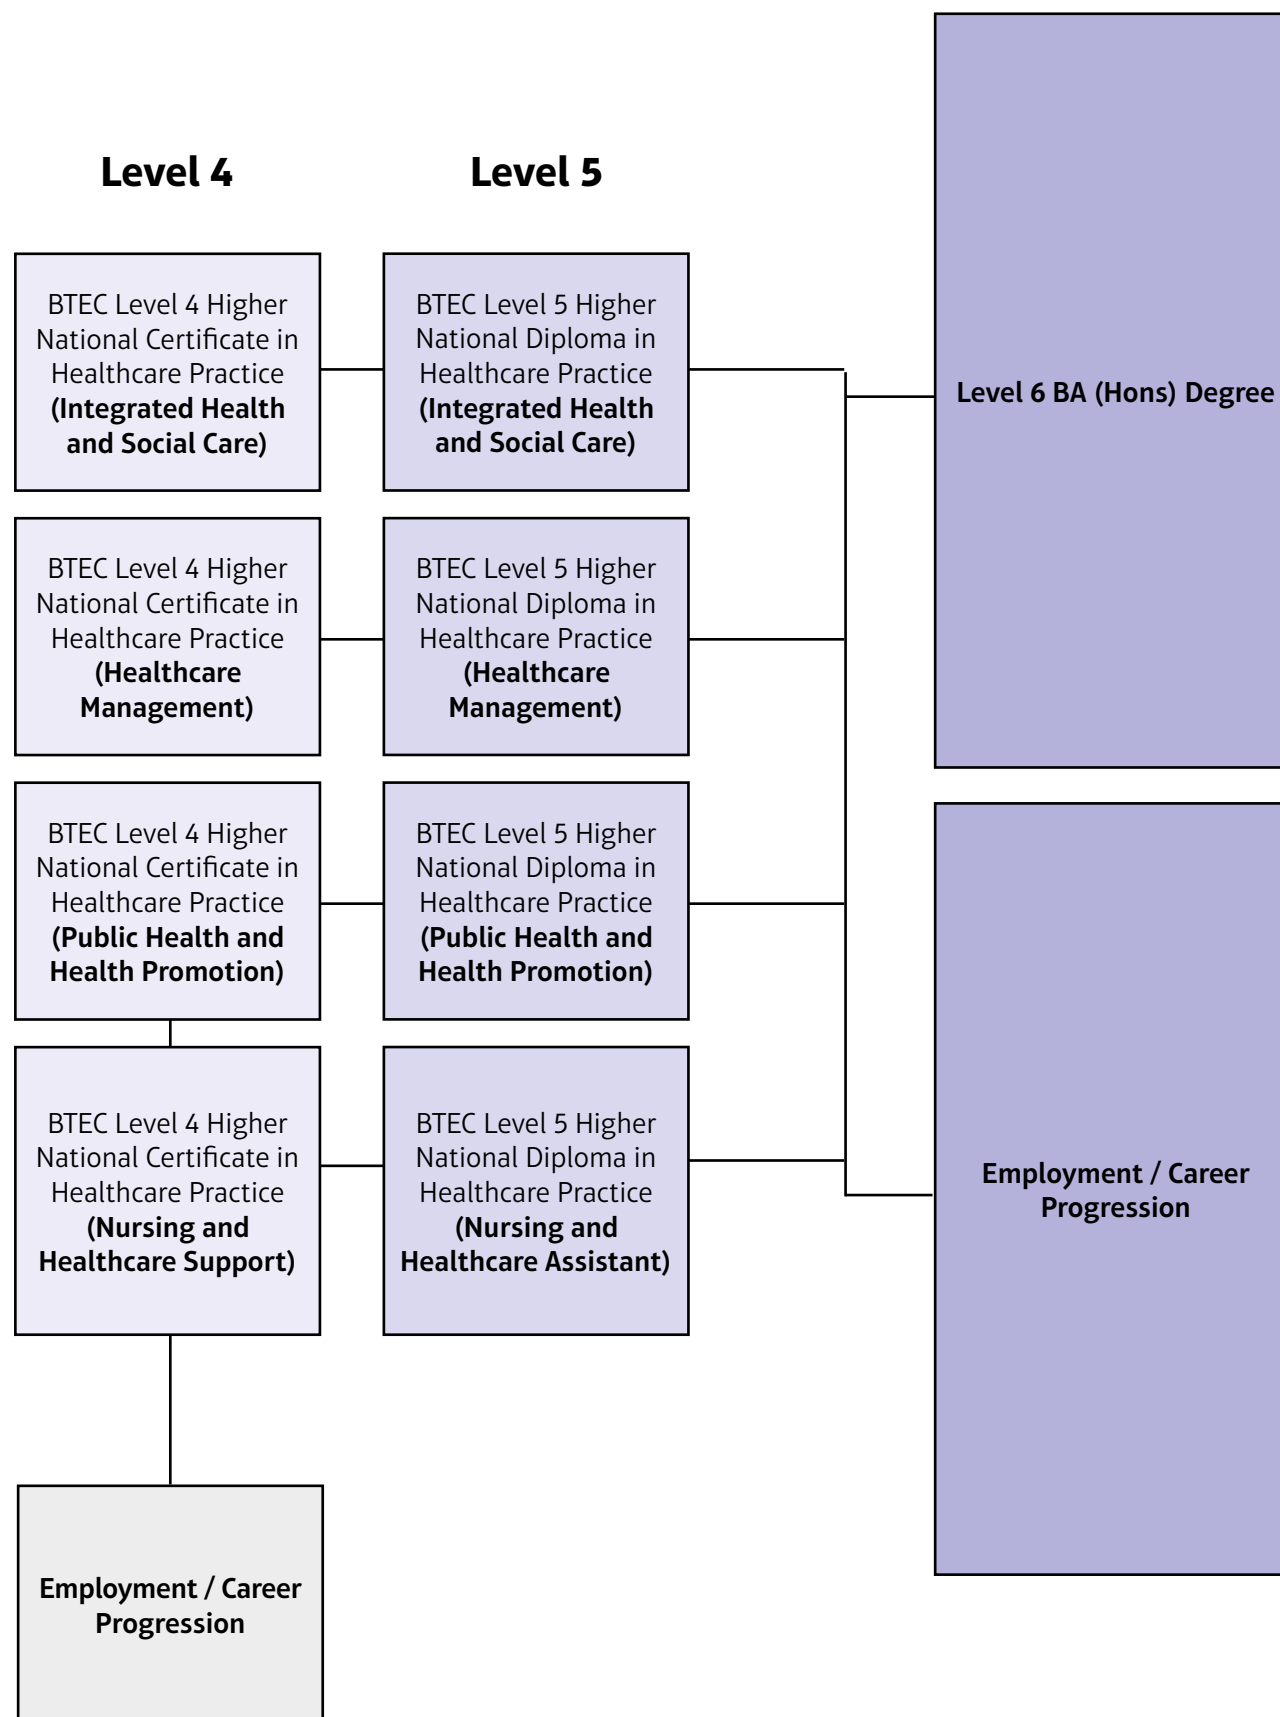 Level 4
Level 5
BTEC Level 4 Higher
National Certificate in
Healthcare Practice
(Integrated Health
and Social Care)
BTEC Level 5 Higher
National Diploma in
Healthcare Practice
(Integrated Health
and Social Care)
Level 6 BA (Hons) Degree
BTEC Level 4 Higher
National Certificate in
Healthcare Practice
(Healthcare
Management)
BTEC Level 5 Higher
National Diploma in
Healthcare Practice
(Healthcare
Management)
BTEC Level 4 Higher
National Certificate in
Healthcare Practice
(Public Health and
Health Promotion)
BTEC Level 5 Higher
National Diploma in
Healthcare Practice
(Public Health and
Health Promotion)
BTEC Level 4 Higher
National Certificate in
Healthcare Practice
(Nursing and
Healthcare Support)
BTEC Level 5 Higher
National Diploma in
Healthcare Practice
(Nursing and
Healthcare Assistant)
Employment / Career
Progression
Employment / Career
Progression